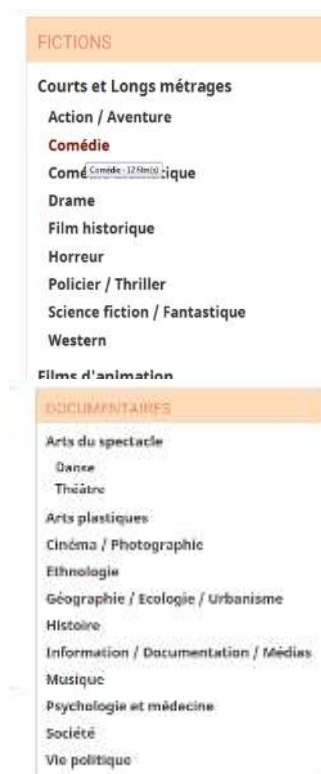 FICTIONS
Courts et Longs métrages
Action / Aventure
Comédie
Comédie - 12 film(s)
Comé ique
Drame
Film historique
Horreur
Policier / Thriller
Science fiction / Fantastique
Western
Films d'animation
DOCUMENTAIRES
Arts du spectacle
Danse
Théâtre
Arts plastiques
Cinéma / Photographie
Ethnologie
Géographie / Ecologie / Urbanisme
Histoire
Information / Documentation / Médias
Musique
Psychologie et médecine
Société
Vie politique